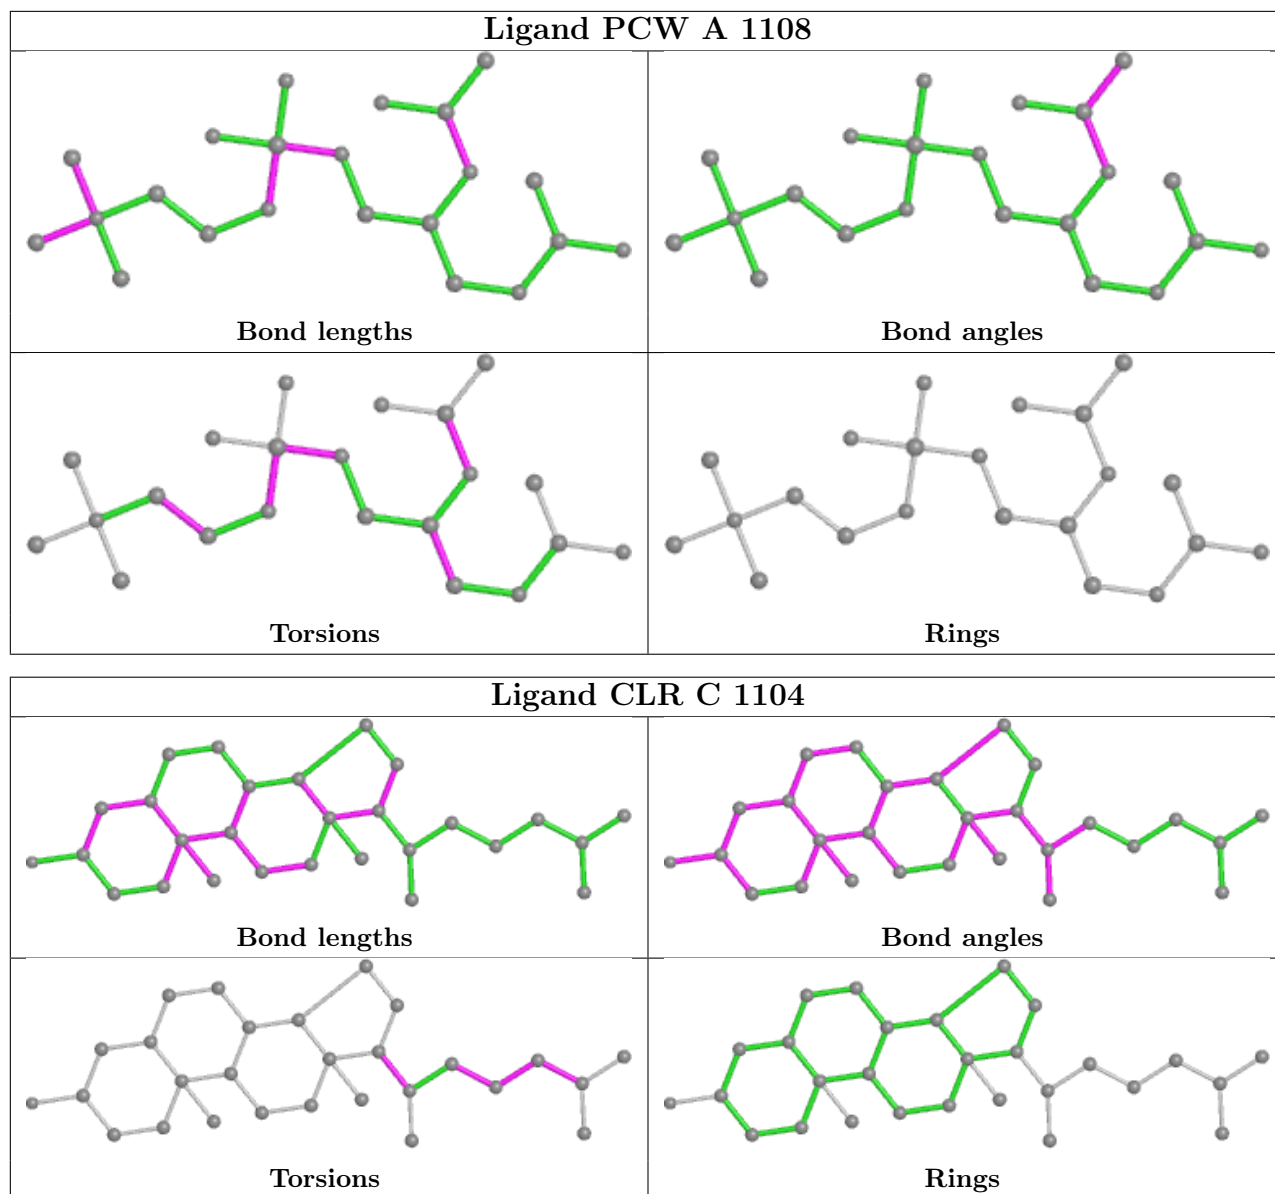 Ligand PCW A 1108
Bond lengths
Bond angles
Torsions
Rings
Ligand CLR C 1104
Bond lengths
Bond angles
Torsions
Rings